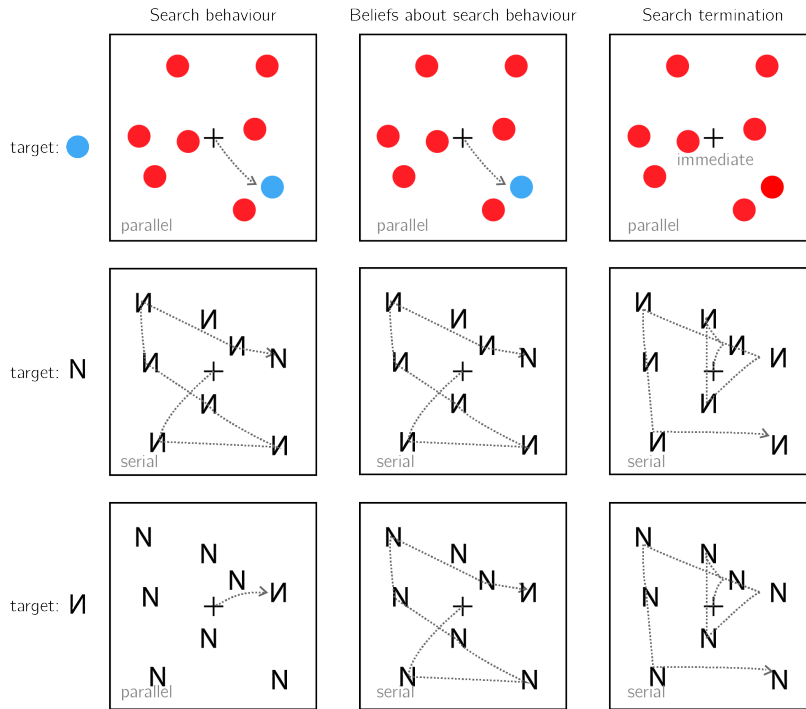 Search behaviour
Beliefs about search behaviour
Search termination
target:
parallel
parallel
immediate
parallel
target: N
И И И N И И И И
serial
И И И N И И И И
serial
И И И И И И И И
serial
target: И
N N N И N N N N
parallel
N N N И N N N N
serial
N N N N N N N N
serial